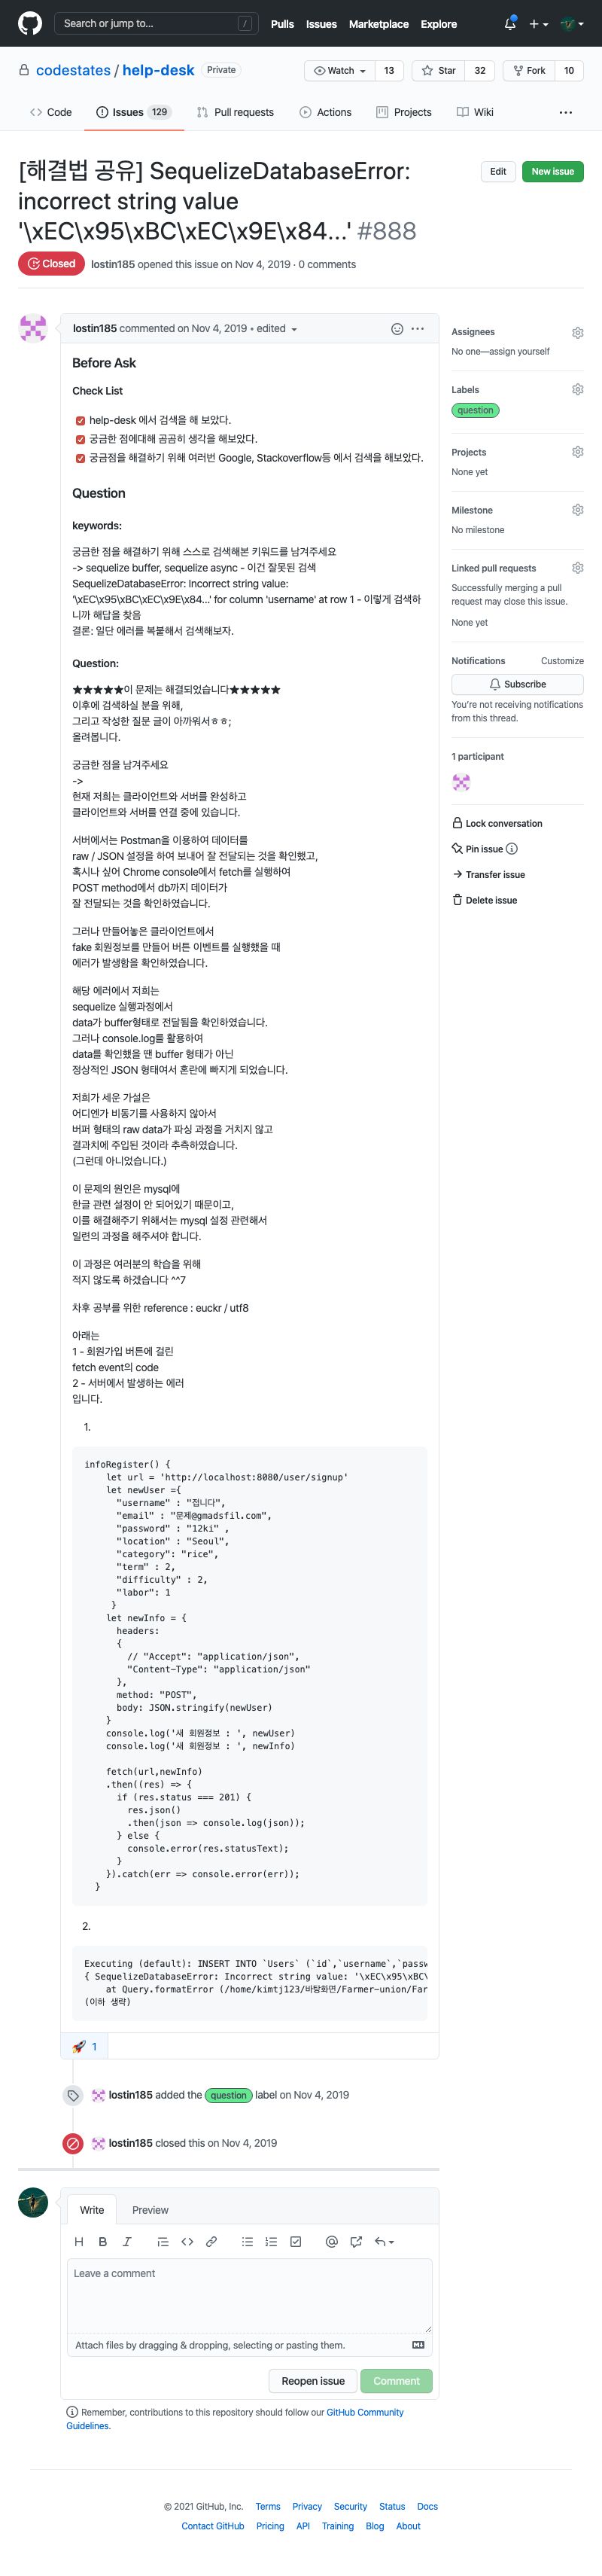 Search or jump to...
/
Pulls Issues Marketplace Explore
codestates / help-desk Private
Watch 13 Star 32 Fork 10
Code Issues 129 Pull requests Actions Projects Wiki ...
[해결법 공유] SequelizeDatabaseError:
incorrect string value
'\xEC\x95\xBC\xEC\x9E\x84...' #888
Edit New issue
Closed lostin185 opened this issue on Nov 4, 2019 · 0 comments
lostin185 commented on Nov 4, 2019 • edited
Before Ask
Check List
help-desk 에서 검색을 해 보았다.
궁금한 점에대해 곰곰히 생각을 해보았다.
궁금점을 해결하기 위해 여러번 Google, Stackoverflow등 에서 검색을 해보았다.
Question
keywords:
궁금한 점을 해결하기 위해 스스로 검색해본 키워드를 남겨주세요
-> sequelize buffer, sequelize async - 이건 잘못된 검색
SequelizeDatabaseError: Incorrect string value:
'\xEC\x95\xBC\xEC\x9E\x84...' for column 'username' at row 1 - 이렇게 검색하
니까 해답을 찾음
결론: 일단 에러를 복붙해서 검색해보자.
Question:
★★★★★이 문제는 해결되었습니다★★★★★
이후에 검색하실 분을 위해,
그리고 작성한 질문 글이 아까워서ㅎㅎ;
올려봅니다.
궁금한 점을 남겨주세요
->
현재 저희는 클라이언트와 서버를 완성하고
클라이언트와 서버를 연결 중에 있습니다.
서버에서는 Postman을 이용하여 데이터를
raw / JSON 설정을 하여 보내어 잘 전달되는 것을 확인했고,
혹시나 싶어 Chrome console에서 fetch를 실행하여
POST method에서 db까지 데이터가
잘 전달되는 것을 확인하였습니다.
그러나 만들어놓은 클라이언트에서
fake 회원정보를 만들어 버튼 이벤트를 실행했을 때
에러가 발생함을 확인하였습니다.
해당 에러에서 저희는
sequelize 실행과정에서
data가 buffer형태로 전달됨을 확인하였습니다.
그러나 console.log를 활용하여
data를 확인했을 땐 buffer 형태가 아닌
정상적인 JSON 형태여서 혼란에 빠지게 되었습니다.
저희가 세운 가설은
어디엔가 비동기를 사용하지 않아서
버퍼 형태의 raw data가 파싱 과정을 거치지 않고
결과치에 주입된 것이라 추측하였습니다.
(그런데 아니었습니다.)
이 문제의 원인은 mysql에
한글 관련 설정이 안 되어있기 때문이고,
이를 해결해주기 위해서는 mysql 설정 관련해서
일련의 과정을 해주셔야 합니다.
이 과정은 여러분의 학습을 위해
적지 않도록 하겠습니다 ^^7
차후 공부를 위한 reference : euckr / utf8
아래는
1 - 회원가입 버튼에 걸린
fetch event의 code
2 - 서버에서 발생하는 에러
입니다.
1.
infoRegister() {
let url = 'http://localhost:8080/user/signup'
let newUser ={
"username" : "접니다",
"email" : "문제@gmadsfil.com",
"password" : "12ki" ,
"location" : "Seoul",
"category": "rice",
"term" : 2,
"difficulty" : 2,
"labor": 1
}
let newInfo = {
headers:
{
// "Accept": "application/json",
"Content-Type": "application/json"
},
method: "POST",
body: JSON.stringify(newUser)
}
console.log('새 회원정보 : ', newUser)
console.log('새 회원정보 : ', newInfo)
fetch(url,newInfo)
.then((res) => {
if (res.status === 201) {
res.json()
.then(json => console.log(json));
} else {
console.error(res.statusText);
}
}).catch(err => console.error(err));
}
2.
Executing (default): INSERT INTO `Users` (`id`,`username`,`passw
{ SequelizeDatabaseError: Incorrect string value: '\xEC\x95\xBC\
at Query.formatError (/home/kimtj123/바탕화면/Farmer-union/Far
(이하 생략)
🚀 1
lostin185 added the question label on Nov 4, 2019
lostin185 closed this on Nov 4, 2019
Write Preview
Leave a comment
Attach files by dragging & dropping, selecting or pasting them.
Reopen issue Comment
Remember, contributions to this repository should follow our GitHub Community
Guidelines.
Assignees
No one—assign yourself
Labels
question
Projects
None yet
Milestone
No milestone
Linked pull requests
Successfully merging a pull
request may close this issue.
None yet
Notifications Customize
Subscribe
You're not receiving notifications
from this thread.
1 participant
Lock conversation
Pin issue
Transfer issue
Delete issue
© 2021 GitHub, Inc. Terms Privacy Security Status Docs
Contact GitHub Pricing API Training Blog About